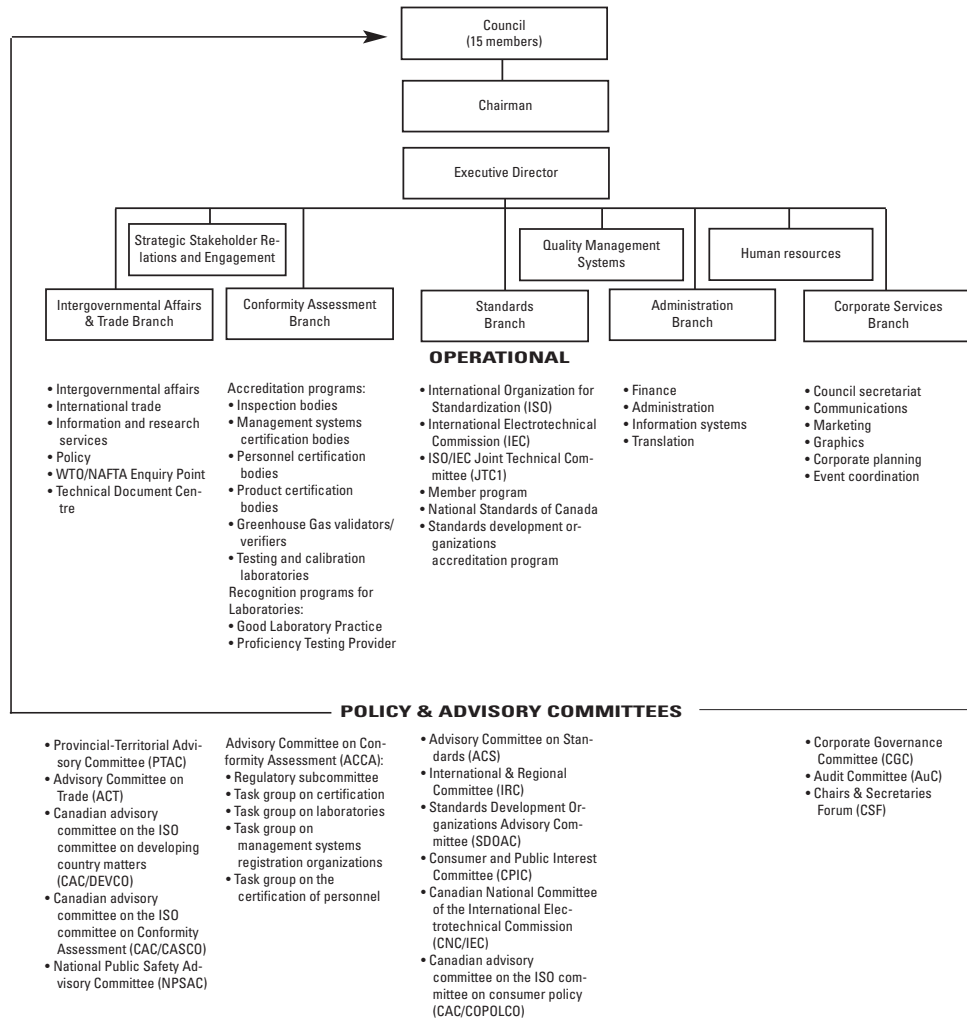 Council
(15 members)
Chairman
Executive Director
Strategic Stakeholder Re-
lations and Engagement
Quality Management
Systems
Human resources
Intergovernmental Affairs
& Trade Branch
Conformity Assessment
Branch
Standards
Branch
Administration
Branch
Corporate Services
Branch
OPERATIONAL
• Intergovernmental affairs
• International trade
• Information and research
services
• Policy
• WTO/NAFTA Enquiry Point
• Technical Document Cen-
tre
Accreditation programs:
• Inspection bodies
• Management systems
certification bodies
• Personnel certification
bodies
• Product certification
bodies
• Greenhouse Gas validators/
verifiers
• Testing and calibration
laboratories
Recognition programs for
Laboratories:
• Good Laboratory Practice
• Proficiency Testing Provider
• International Organization for
Standardization (ISO)
• International Electrotechnical
Commission (IEC)
• ISO/IEC Joint Technical Com-
mittee (JTC1)
• Member program
• National Standards of Canada
• Standards development or-
ganizations
accreditation program
• Finance
• Administration
• Information systems
• Translation
• Council secretariat
• Communications
• Marketing
• Graphics
• Corporate planning
• Event coordination
POLICY & ADVISORY COMMITTEES
• Provincial-Territorial Advi-
sory Committee (PTAC)
• Advisory Committee on
Trade (ACT)
• Canadian advisory
committee on the ISO
committee on developing
country matters
(CAC/DEVCO)
• Canadian advisory
committee on the ISO
committee on Conformity
Assessment (CAC/CASCO)
• National Public Safety Ad-
visory Committee (NPSAC)
Advisory Committee on Con-
formity Assessment (ACCA):
• Regulatory subcommittee
• Task group on certification
• Task group on laboratories
• Task group on
management systems
registration organizations
• Task group on the
certification of personnel
• Advisory Committee on Stan-
dards (ACS)
• International & Regional
Committee (IRC)
• Standards Development Or-
ganizations Advisory Com-
mittee (SDOAC)
• Consumer and Public Interest
Committee (CPIC)
• Canadian National Committee
of the International Elec-
trotechnical Commission
(CNC/IEC)
• Canadian advisory
committee on the ISO com-
mittee on consumer policy
(CAC/COPOLCO)
• Corporate Governance
Committee (CGC)
• Audit Committee (AuC)
• Chairs & Secretaries
Forum (CSF)